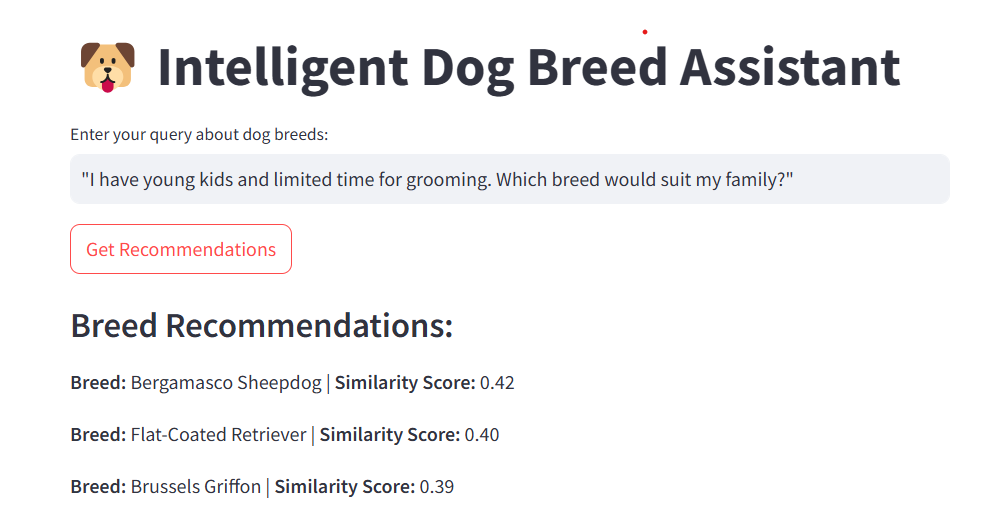 Intelligent Dog Breed Assistant
Enter your query about dog breeds:
"I have young kids and limited time for grooming. Which breed would suit my family?"
Get Recommendations
Breed Recommendations:
Breed: Bergamasco Sheepdog | Similarity Score: 0.42
Breed: Flat-Coated Retriever | Similarity Score: 0.40
Breed: Brussels Griffon | Similarity Score: 0.39